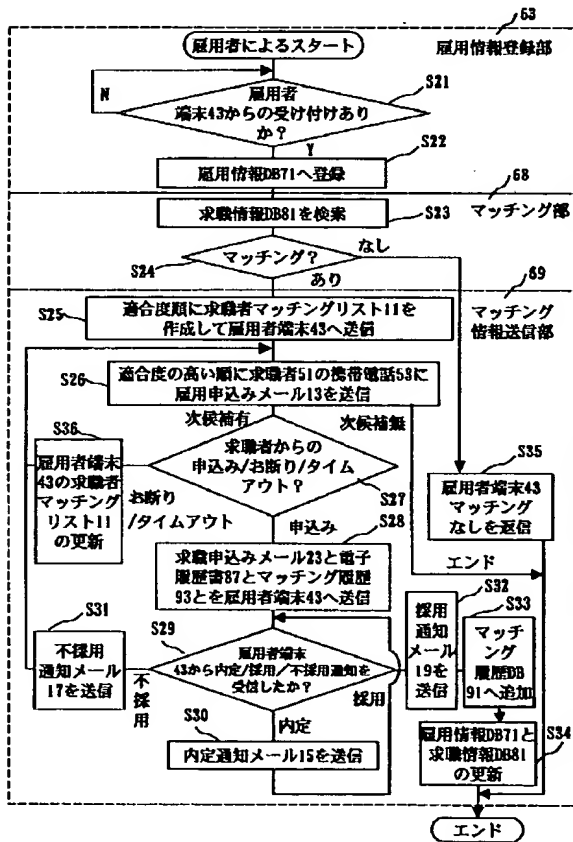 63
雇用者によるスタート
雇用情報登録部
S21
N
雇用者
端末43からの受け付けあり
か？
Y
S22
雇用情報DB71へ登録
68
求職情報DB81を検索
S23
マッチング部
マッチング？
なし
S24
あり
69
S25
適合度順に求職者マッチングリスト11を
作成して雇用者端末43へ送信
マッチング
情報送信部
S26
適合度の高い順に求職者51の携帯電話53に
雇用申込みメール13を送信
次候補有
次候補無
S36
雇用者端末
43の求職者
マッチング
リスト11
の更新
お断り
/タイムアウト
求職者からの
申込み/お断り/タイム
アウト？
S27
申込み
S28
S35
雇用者端末43
マッチング
なしを返信
エンド
求職申込みメール23と電子
履歴書87とマッチング履歴
93とを雇用者端末43へ送信
S31
不採用
通知メール
17を送信
S29
雇用者端末
43から内定/採用/不採用通知を
受信したか？
不採用
採用
S32
採用
通知
メール
19を
送信
S33
マッチ
ング
履歴DB
91へ追加
S30
内定
内定通知メール15を送信
雇用情報DB71と
求職情報DB81
の更新
S34
エンド